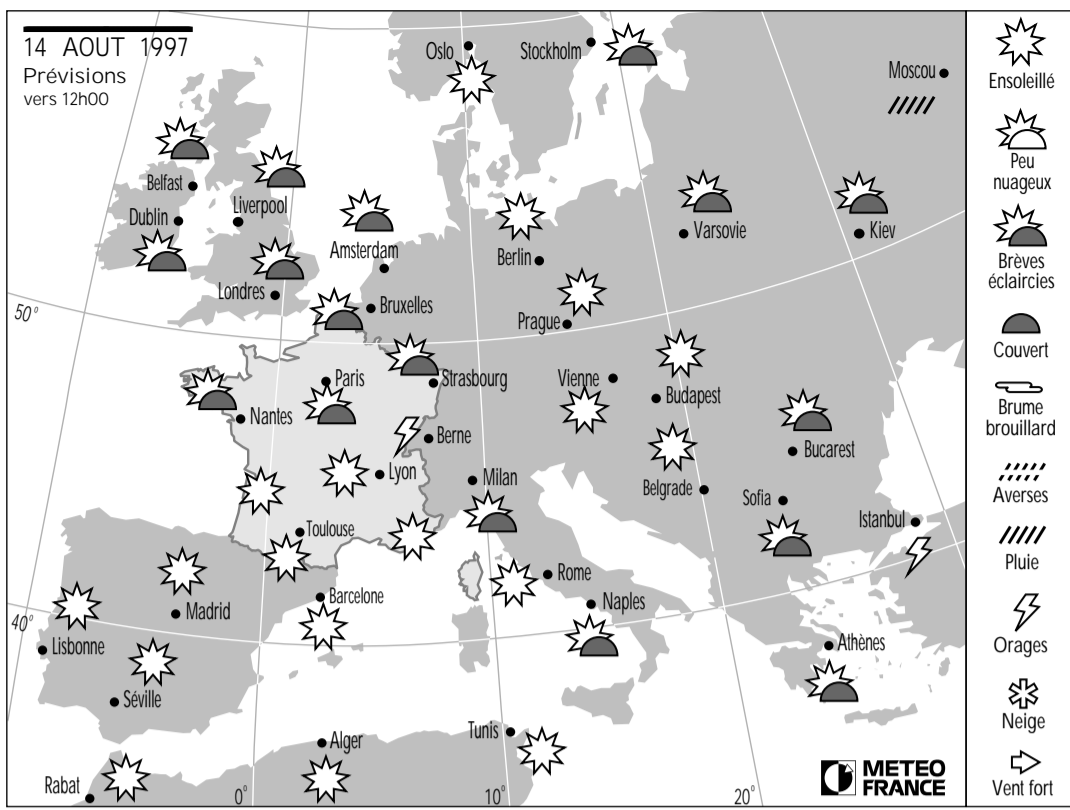 14 AOUT 1997
Prévisions
vers 12h00
Oslo
Stockholm
Moscou
Belfast
Dublin
Liverpool
Londres
Amsterdam
Bruxelles
Berlin
Prague
Varsovie
Kiev
50°
Paris
Strasbourg
Nantes
Berne
Lyon
Toulouse
Vienne
Budapest
Bucarest
Milan
Belgrade
Sofia
Istanbul
Rome
Naples
Athènes
40°
Madrid
Barcelone
Lisbonne
Séville
Rabat
Alger
Tunis
0°
10°
20°
METEO
FRANCE
Ensoleillé
Peu
nuageux
Brèves
éclaircies
Couvert
Brume
brouillard
Averses
Pluie
Orages
Neige
Vent fort